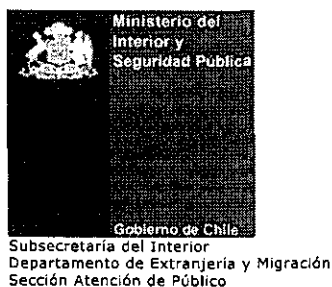 Ministerio del
Interior y
Seguridad Pública
Gobierno de Chile
Subsecretaría del Interior
Departamento de Extranjería y Migración
Sección Atención de Público